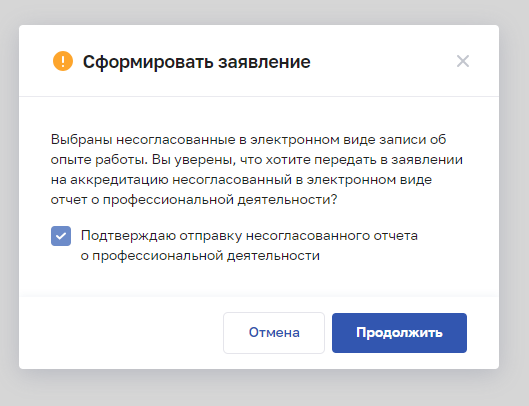 Сформировать заявление
Выбраны несогласованные в электронном виде записи об
опыте работы. Вы уверены, что хотите передать в заявлении
на аккредитацию несогласованный в электронном виде
отчет о профессиональной деятельности?
Подтверждаю отправку несогласованного отчета
о профессиональной деятельности
Отмена
Продолжить